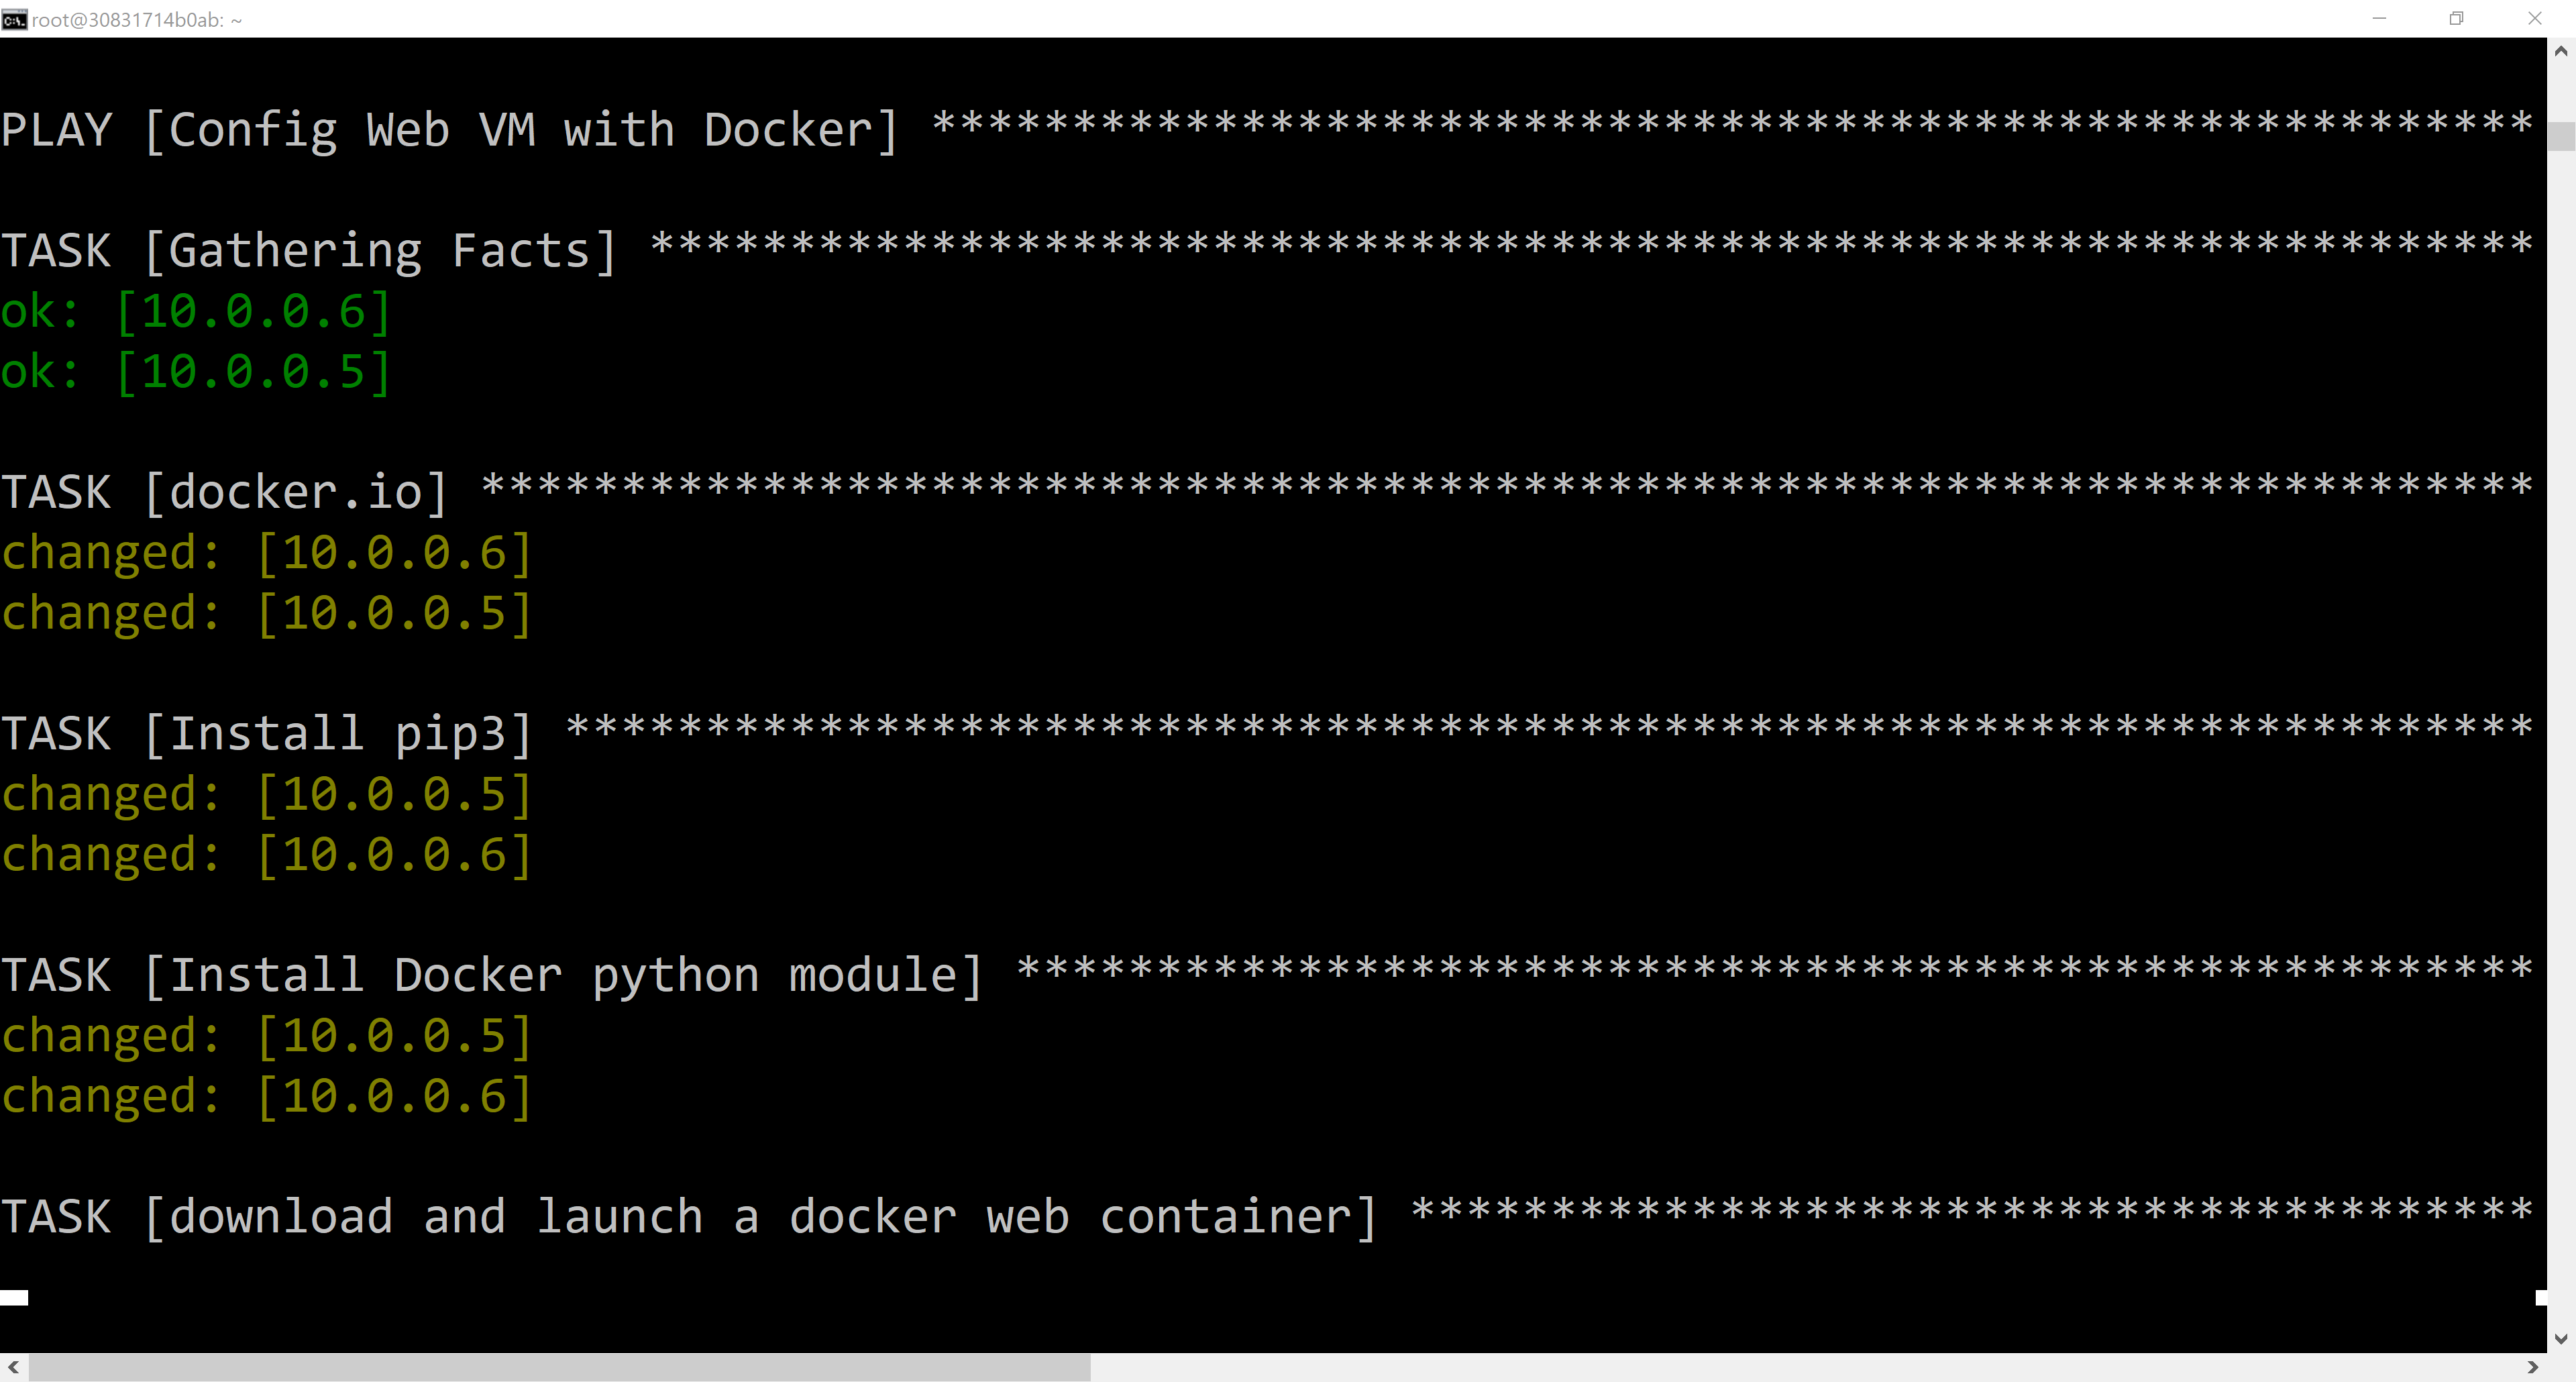 root@30831714b0ab: ~
PLAY [Config Web VM with Docker] *********************************************************
TASK [Gathering Facts] *******************************************************************
ok: [10.0.0.6]
ok: [10.0.0.5]
TASK [docker.io] *************************************************************************
changed: [10.0.0.6]
changed: [10.0.0.5]
TASK [Install pip3] **********************************************************************
changed: [10.0.0.5]
changed: [10.0.0.6]
TASK [Install Docker python module] ******************************************************
changed: [10.0.0.5]
changed: [10.0.0.6]
TASK [download and launch a docker web container] ****************************************